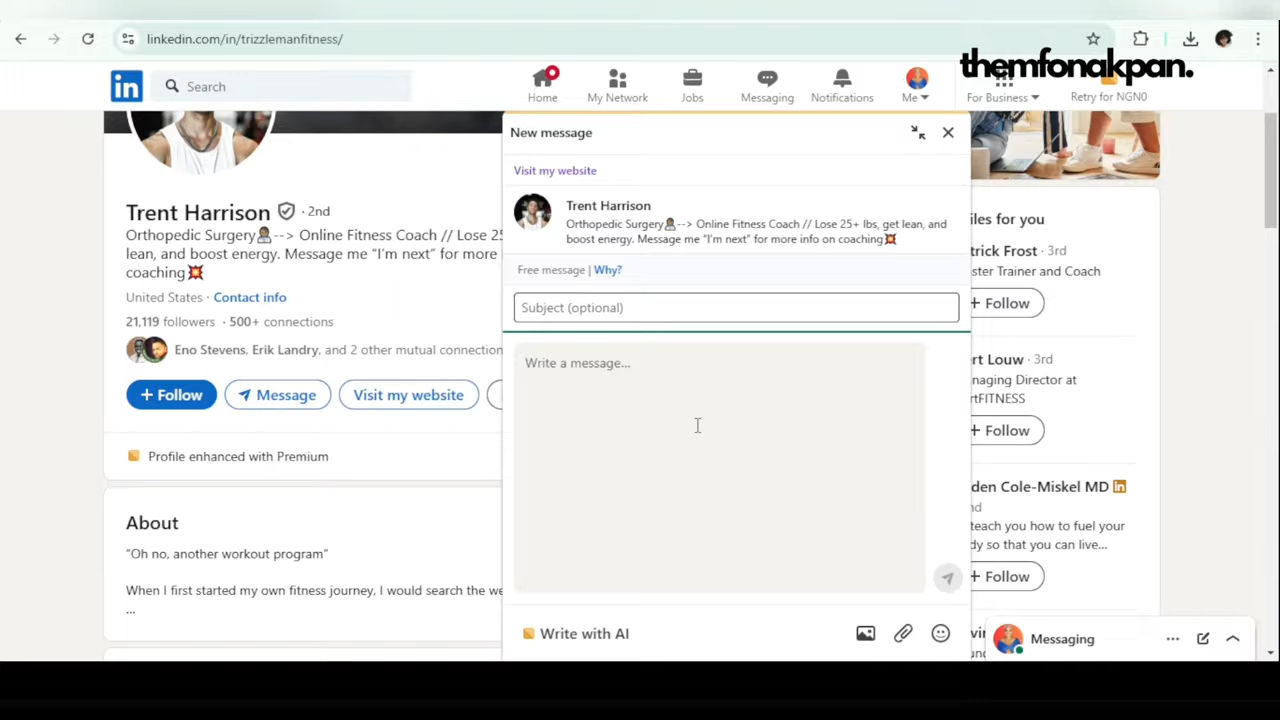 linkedin.com/in/trizzlemanfitness/
themfonakpan.
in
Search
Home
My Network
Jobs
Messaging
Notifications
Me
For Business
Retry for NGN0
Trent Harrison · 2nd
Orthopedic Surgery --> Online Fitness Coach // Lose 25
lean, and boost energy. Message me “I’m next” for more
coaching
United States · Contact info
21,119 followers · 500+ connections
Eno Stevens, Erik Landry, and 2 other mutual connection
+ Follow
Message
Visit my website
Profile enhanced with Premium
About
“Oh no, another workout program”
When I first started my own fitness journey, I would search the we
...
New message
Visit my website
Trent Harrison
Orthopedic Surgery --> Online Fitness Coach // Lose 25+ lbs, get lean, and
boost energy. Message me “I’m next” for more info on coaching
Free message | Why?
Subject (optional)
Write a message...
Write with AI
iles for you
trick Frost · 3rd
ster Trainer and Coach
+ Follow
rt Louw · 3rd
naging Director at
rtFITNESS
+ Follow
den Cole-Miskel MD in
nd
teach you how to fuel your
dy so that you can live...
+ Follow
Messaging